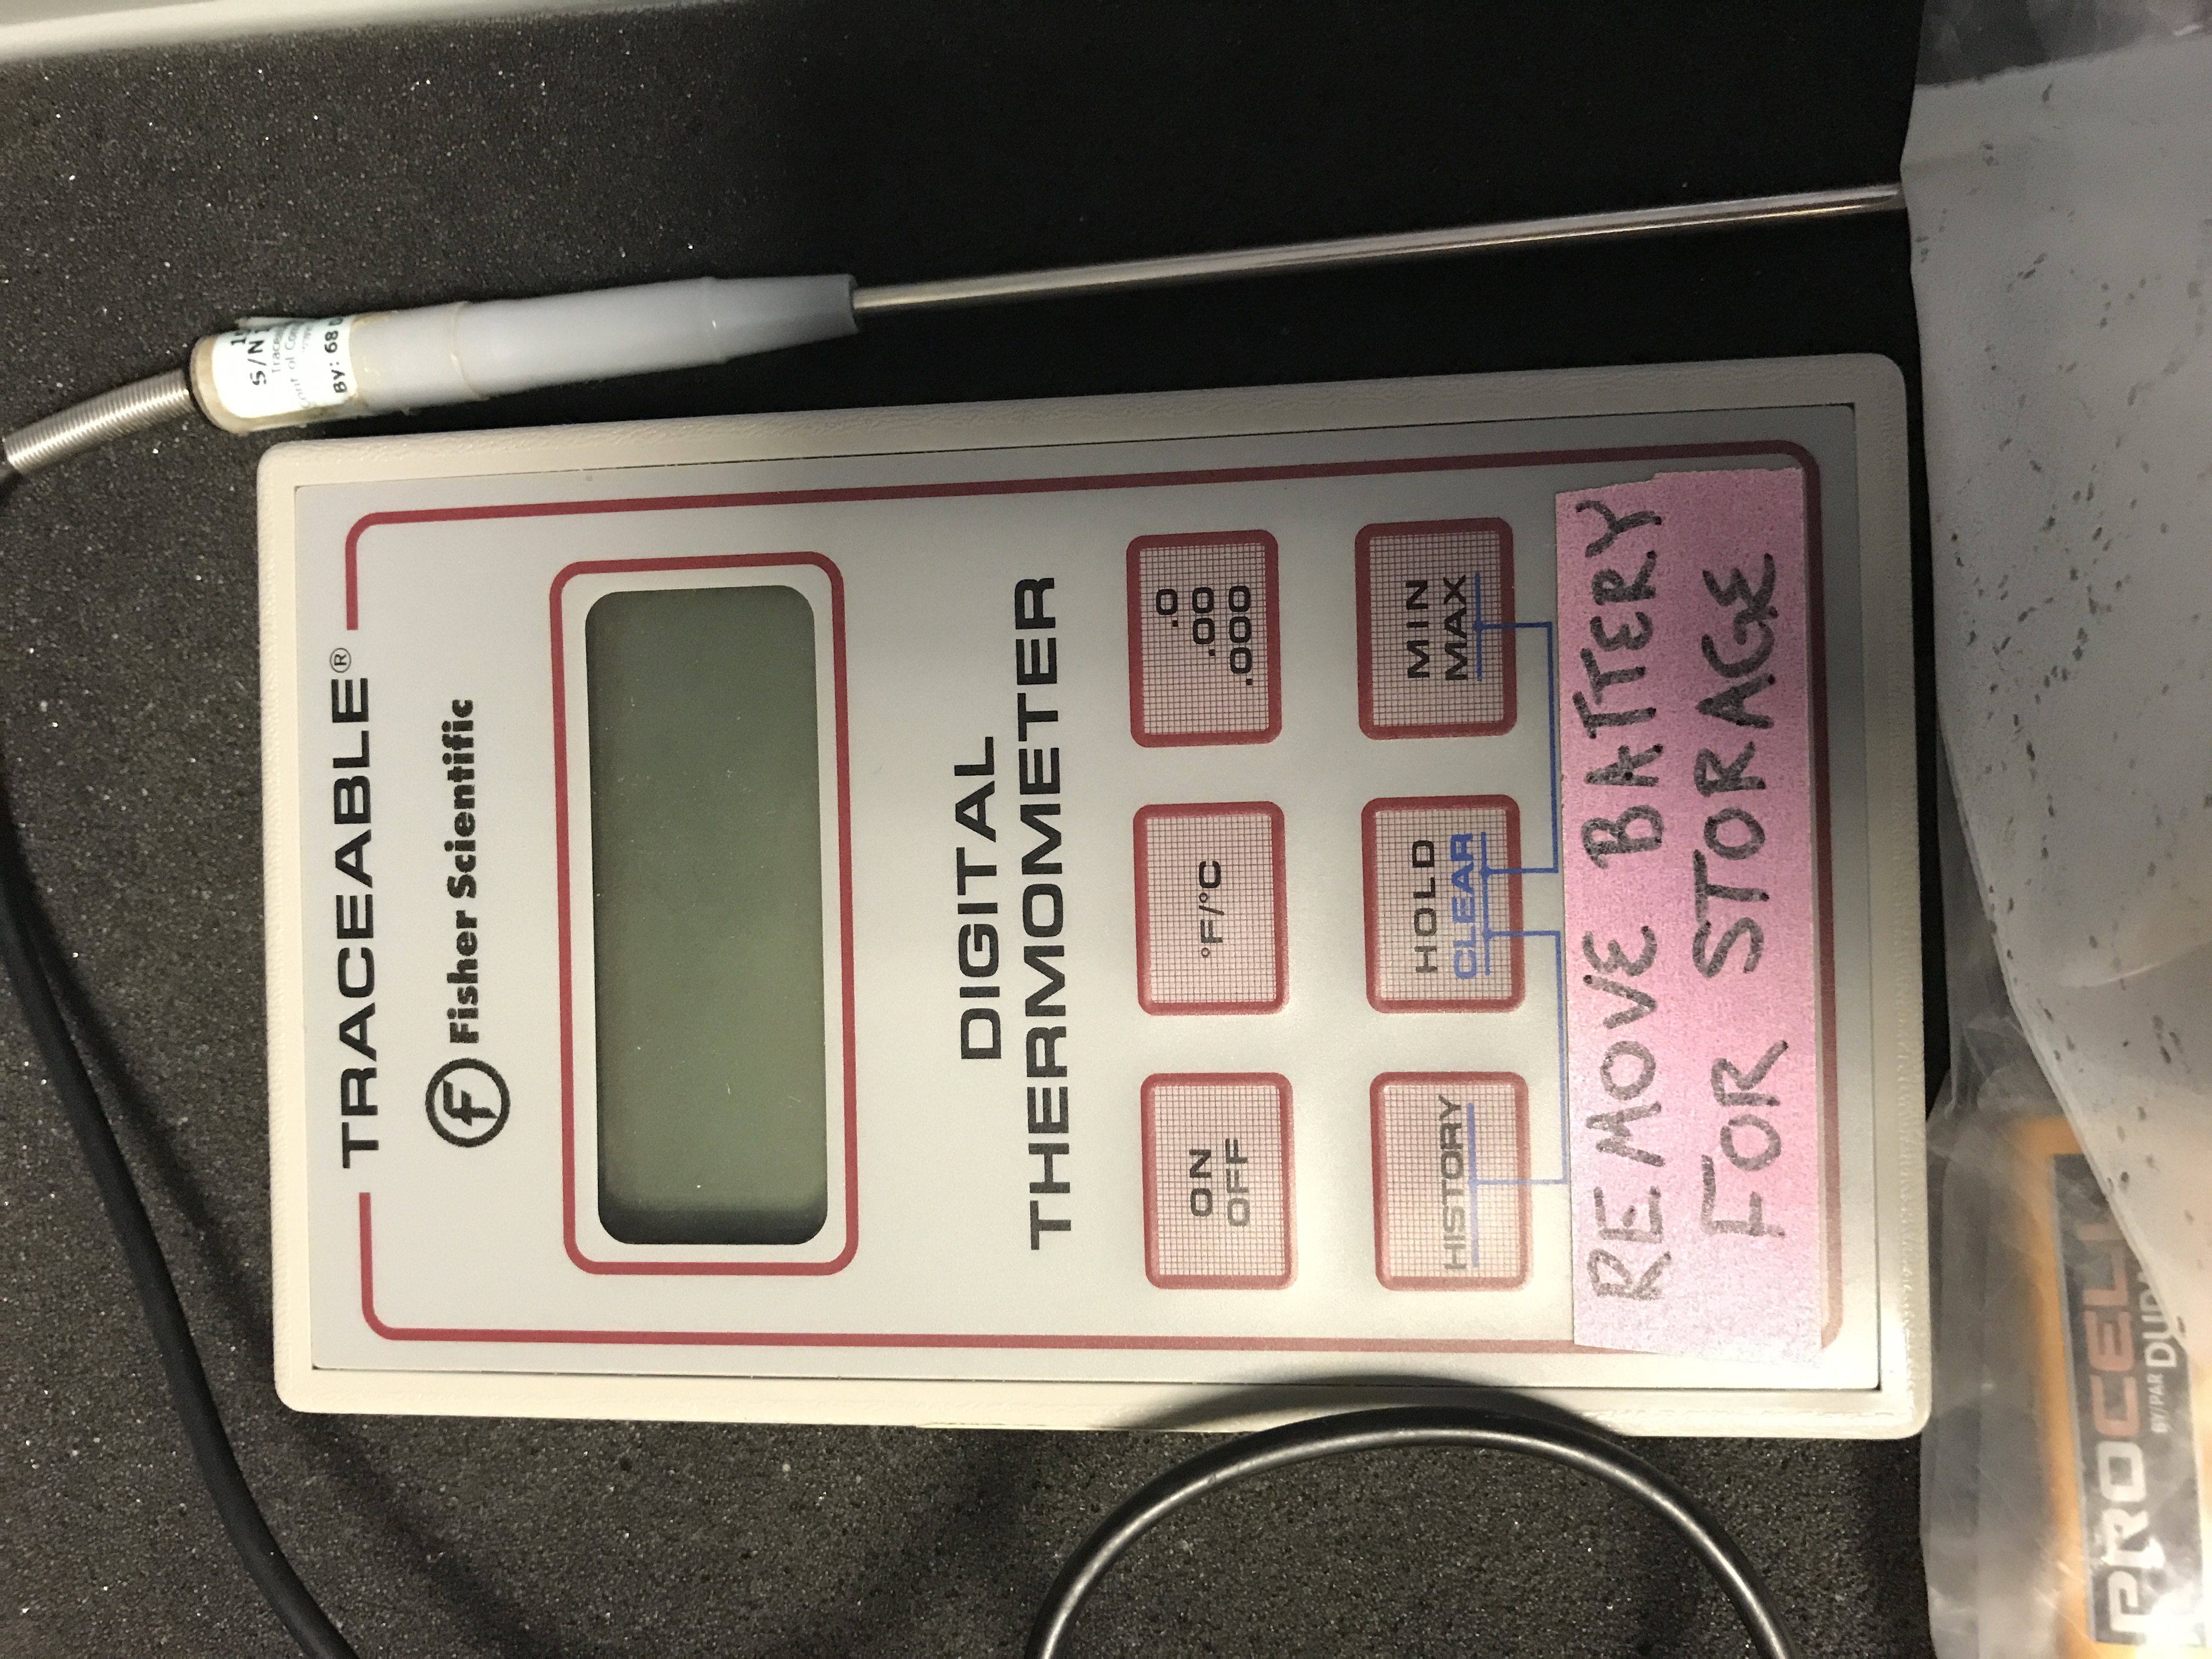 S/N
By: 68
TRACEABLE®
Fisher Scientific
DIGITAL
THERMOMETER
ON
OFF
°F/°C
.0
.00
.000
HISTORY
HOLD
CLEAR
MIN
MAX
REMOVE BATTERY
FOR STORAGE
PROCELL
BY/PAR